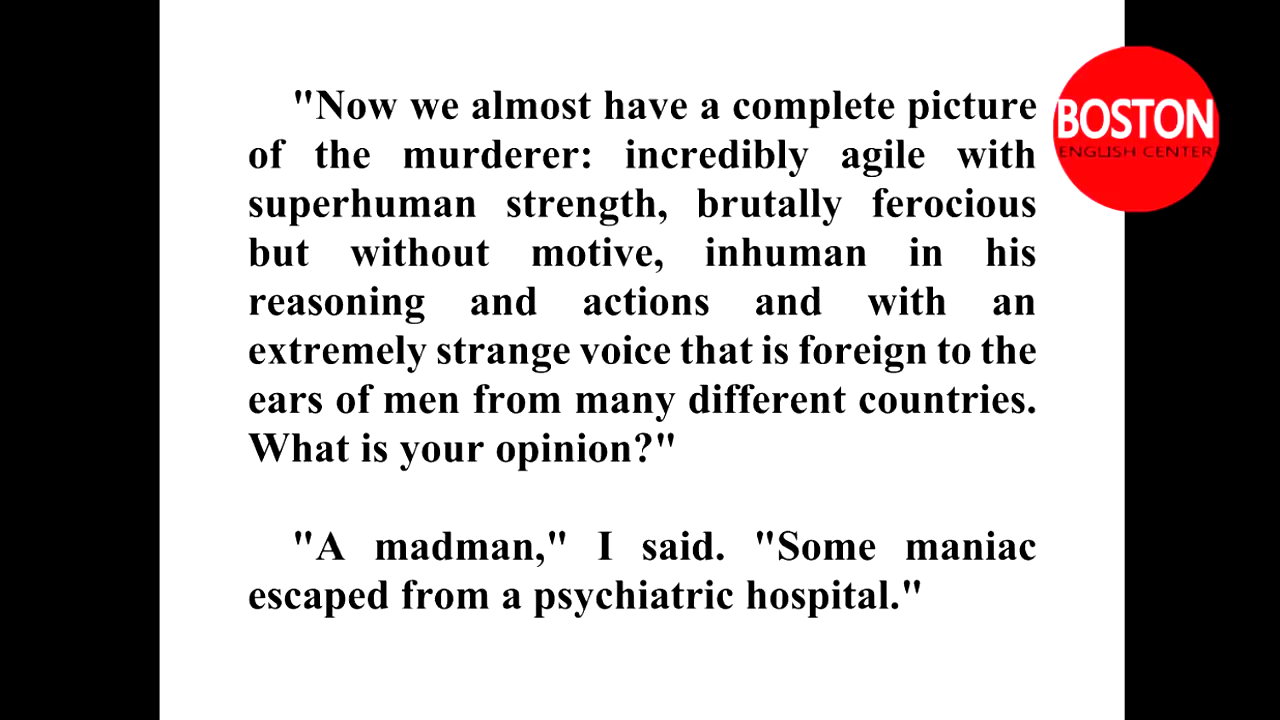 "Now we almost have a complete picture
of the murderer: incredibly agile with
superhuman strength, brutally ferocious
but without motive, inhuman in his
reasoning and actions and with an
extremely strange voice that is foreign to the
ears of men from many different countries.
What is your opinion?"
"A madman," I said. "Some maniac
escaped from a psychiatric hospital."
BOSTON
ENGLISH CENTER